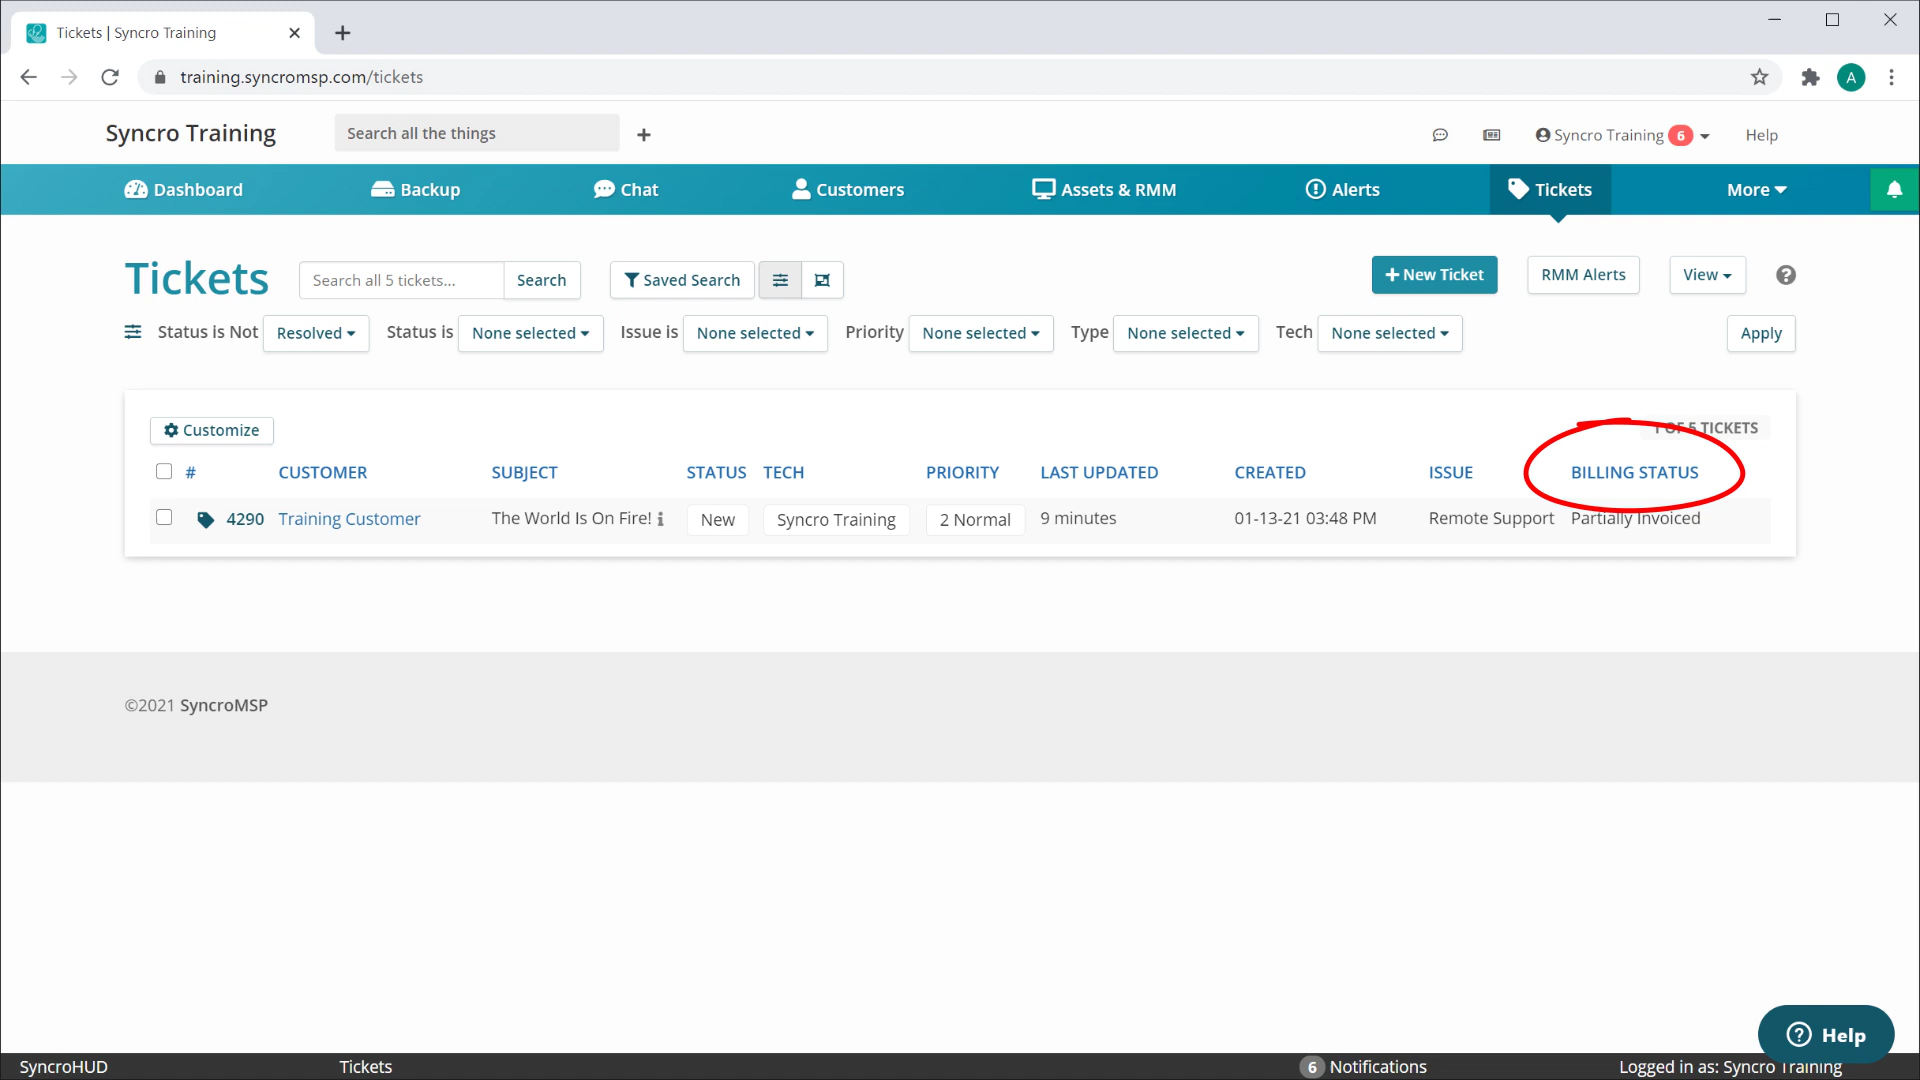 Tickets | Syncro Training
training.syncromsp.com/tickets
A
Syncro Training Search all the things Syncro Training 6 Help
Dashboard Backup Chat Customers Assets & RMM Alerts Tickets More
Tickets Search all 5 tickets... Search Saved Search New Ticket RMM Alerts View
Status is Not Resolved Status is None selected Issue is None selected Priority None selected Type None selected Tech None selected Apply
Customize 1 OF 5 TICKETS
# CUSTOMER SUBJECT STATUS TECH PRIORITY LAST UPDATED CREATED ISSUE BILLING STATUS
4290 Training Customer The World Is On Fire! New Syncro Training 2 Normal 9 minutes 01-13-21 03:48 PM Remote Support Partially Invoiced
©2021 SyncroMSP
Help
SyncroHUD Tickets 6 Notifications Logged in as: Syncro Training